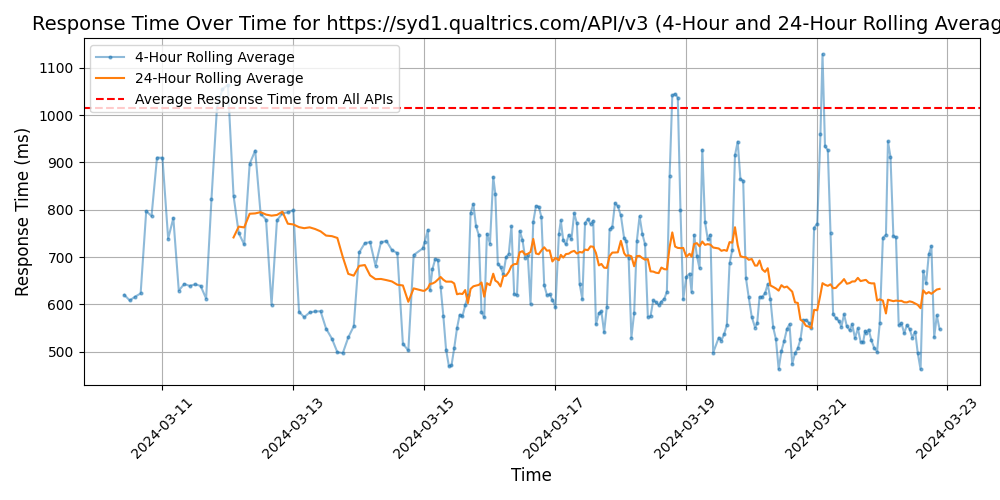 Response Time Over Time for https://syd1.qualtrics.com/API/v3 (4-Hour and 24-Hour Rolling Averag
4-Hour Rolling Average
24-Hour Rolling Average
Average Response Time from All APIs
Response Time (ms)
1100
1000
900
800
700
600
500
2024-03-11
2024-03-13
2024-03-15
2024-03-17
2024-03-19
2024-03-21
2024-03-23
Time